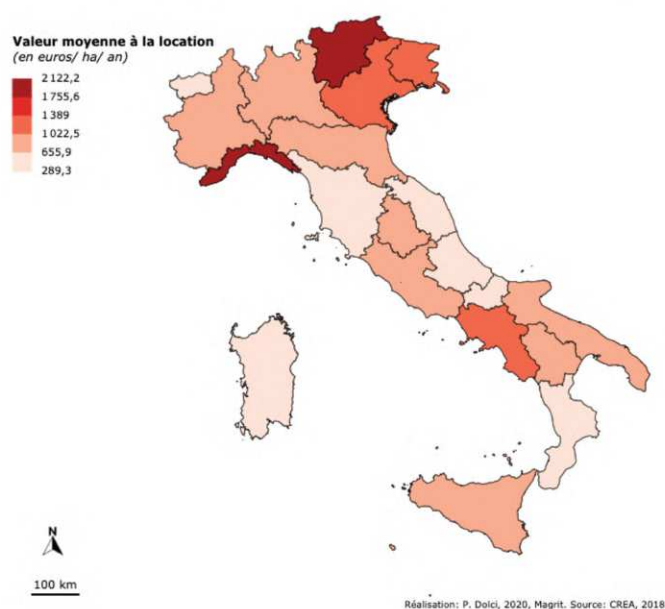 Valeur moyenne à la location
(en euros/ ha/ an)
2 122,2
1 755,6
1 389
1 022,5
655,9
289,3
N
100 km
Réalisation: P. Dolci, 2020, Magrit. Source: CREA, 2018